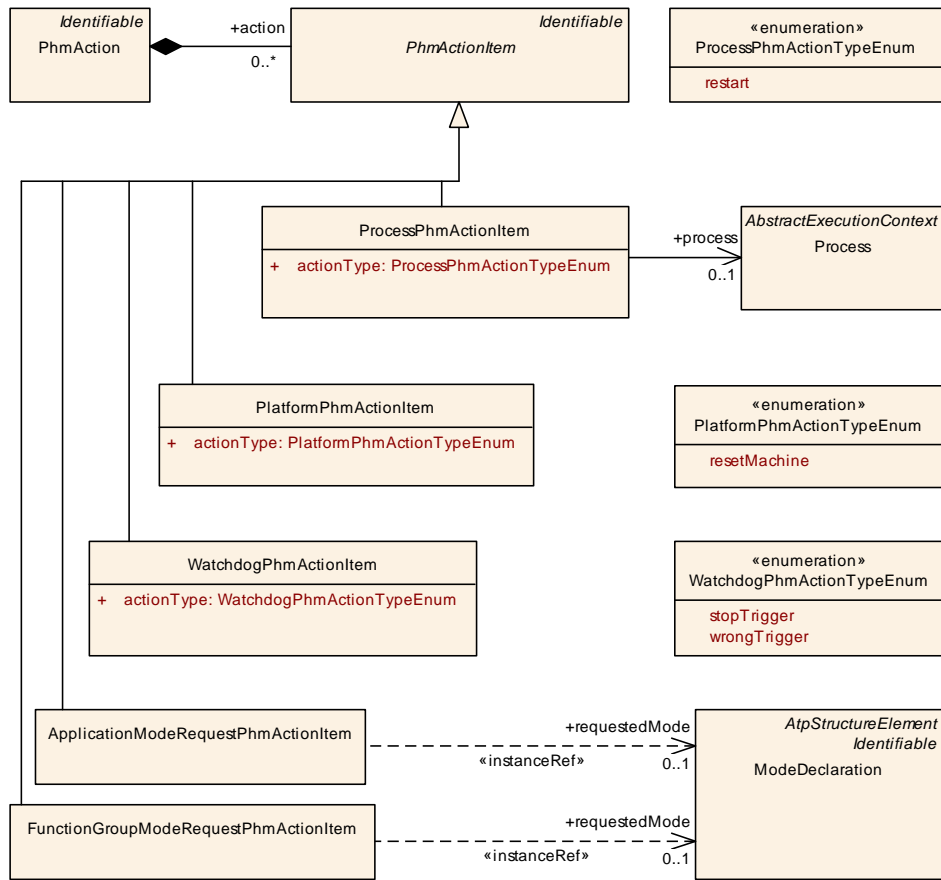 Identifiable
PhmAction
+action
0..*
Identifiable
PhmActionItem
«enumeration»
ProcessPhmActionTypeEnum
restart
ProcessPhmActionItem
+ actionType: ProcessPhmActionTypeEnum
+process
0..1
AbstractExecutionContext
Process
PlatformPhmActionItem
+ actionType: PlatformPhmActionTypeEnum
«enumeration»
PlatformPhmActionTypeEnum
resetMachine
WatchdogPhmActionItem
+ actionType: WatchdogPhmActionTypeEnum
«enumeration»
WatchdogPhmActionTypeEnum
stopTrigger
wrongTrigger
ApplicationModeRequestPhmActionItem
+requestedMode
«instanceRef»
0..1
AtpStructureElement
Identifiable
ModeDeclaration
FunctionGroupModeRequestPhmActionItem
+requestedMode
«instanceRef»
0..1